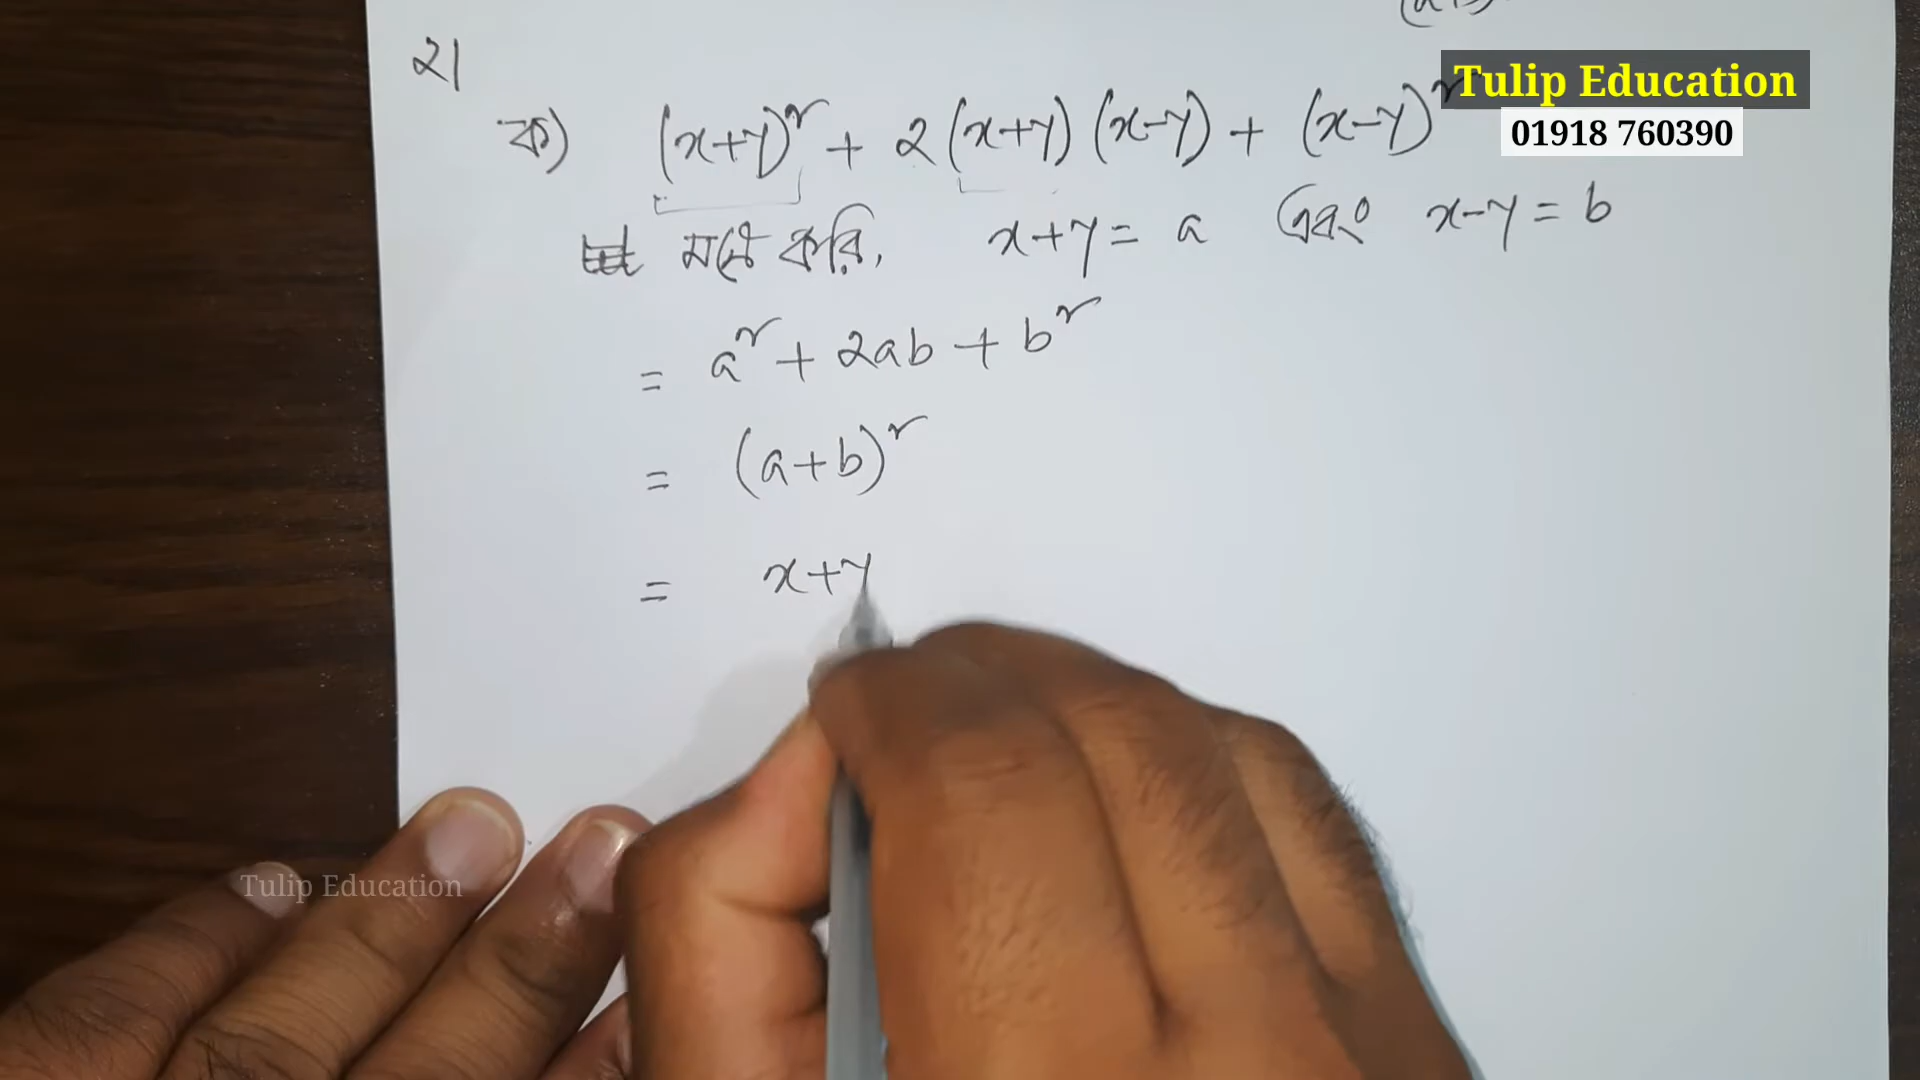 (a+b)
২।
Tulip Education
01918 760390
ক) (x+y)² + 2(x+y)(x-y) + (x-y)²
মনে করি, x+y = a এবং x-y = b
= a² + 2ab + b²
= (a+b)²
= x+y
Tulip Education